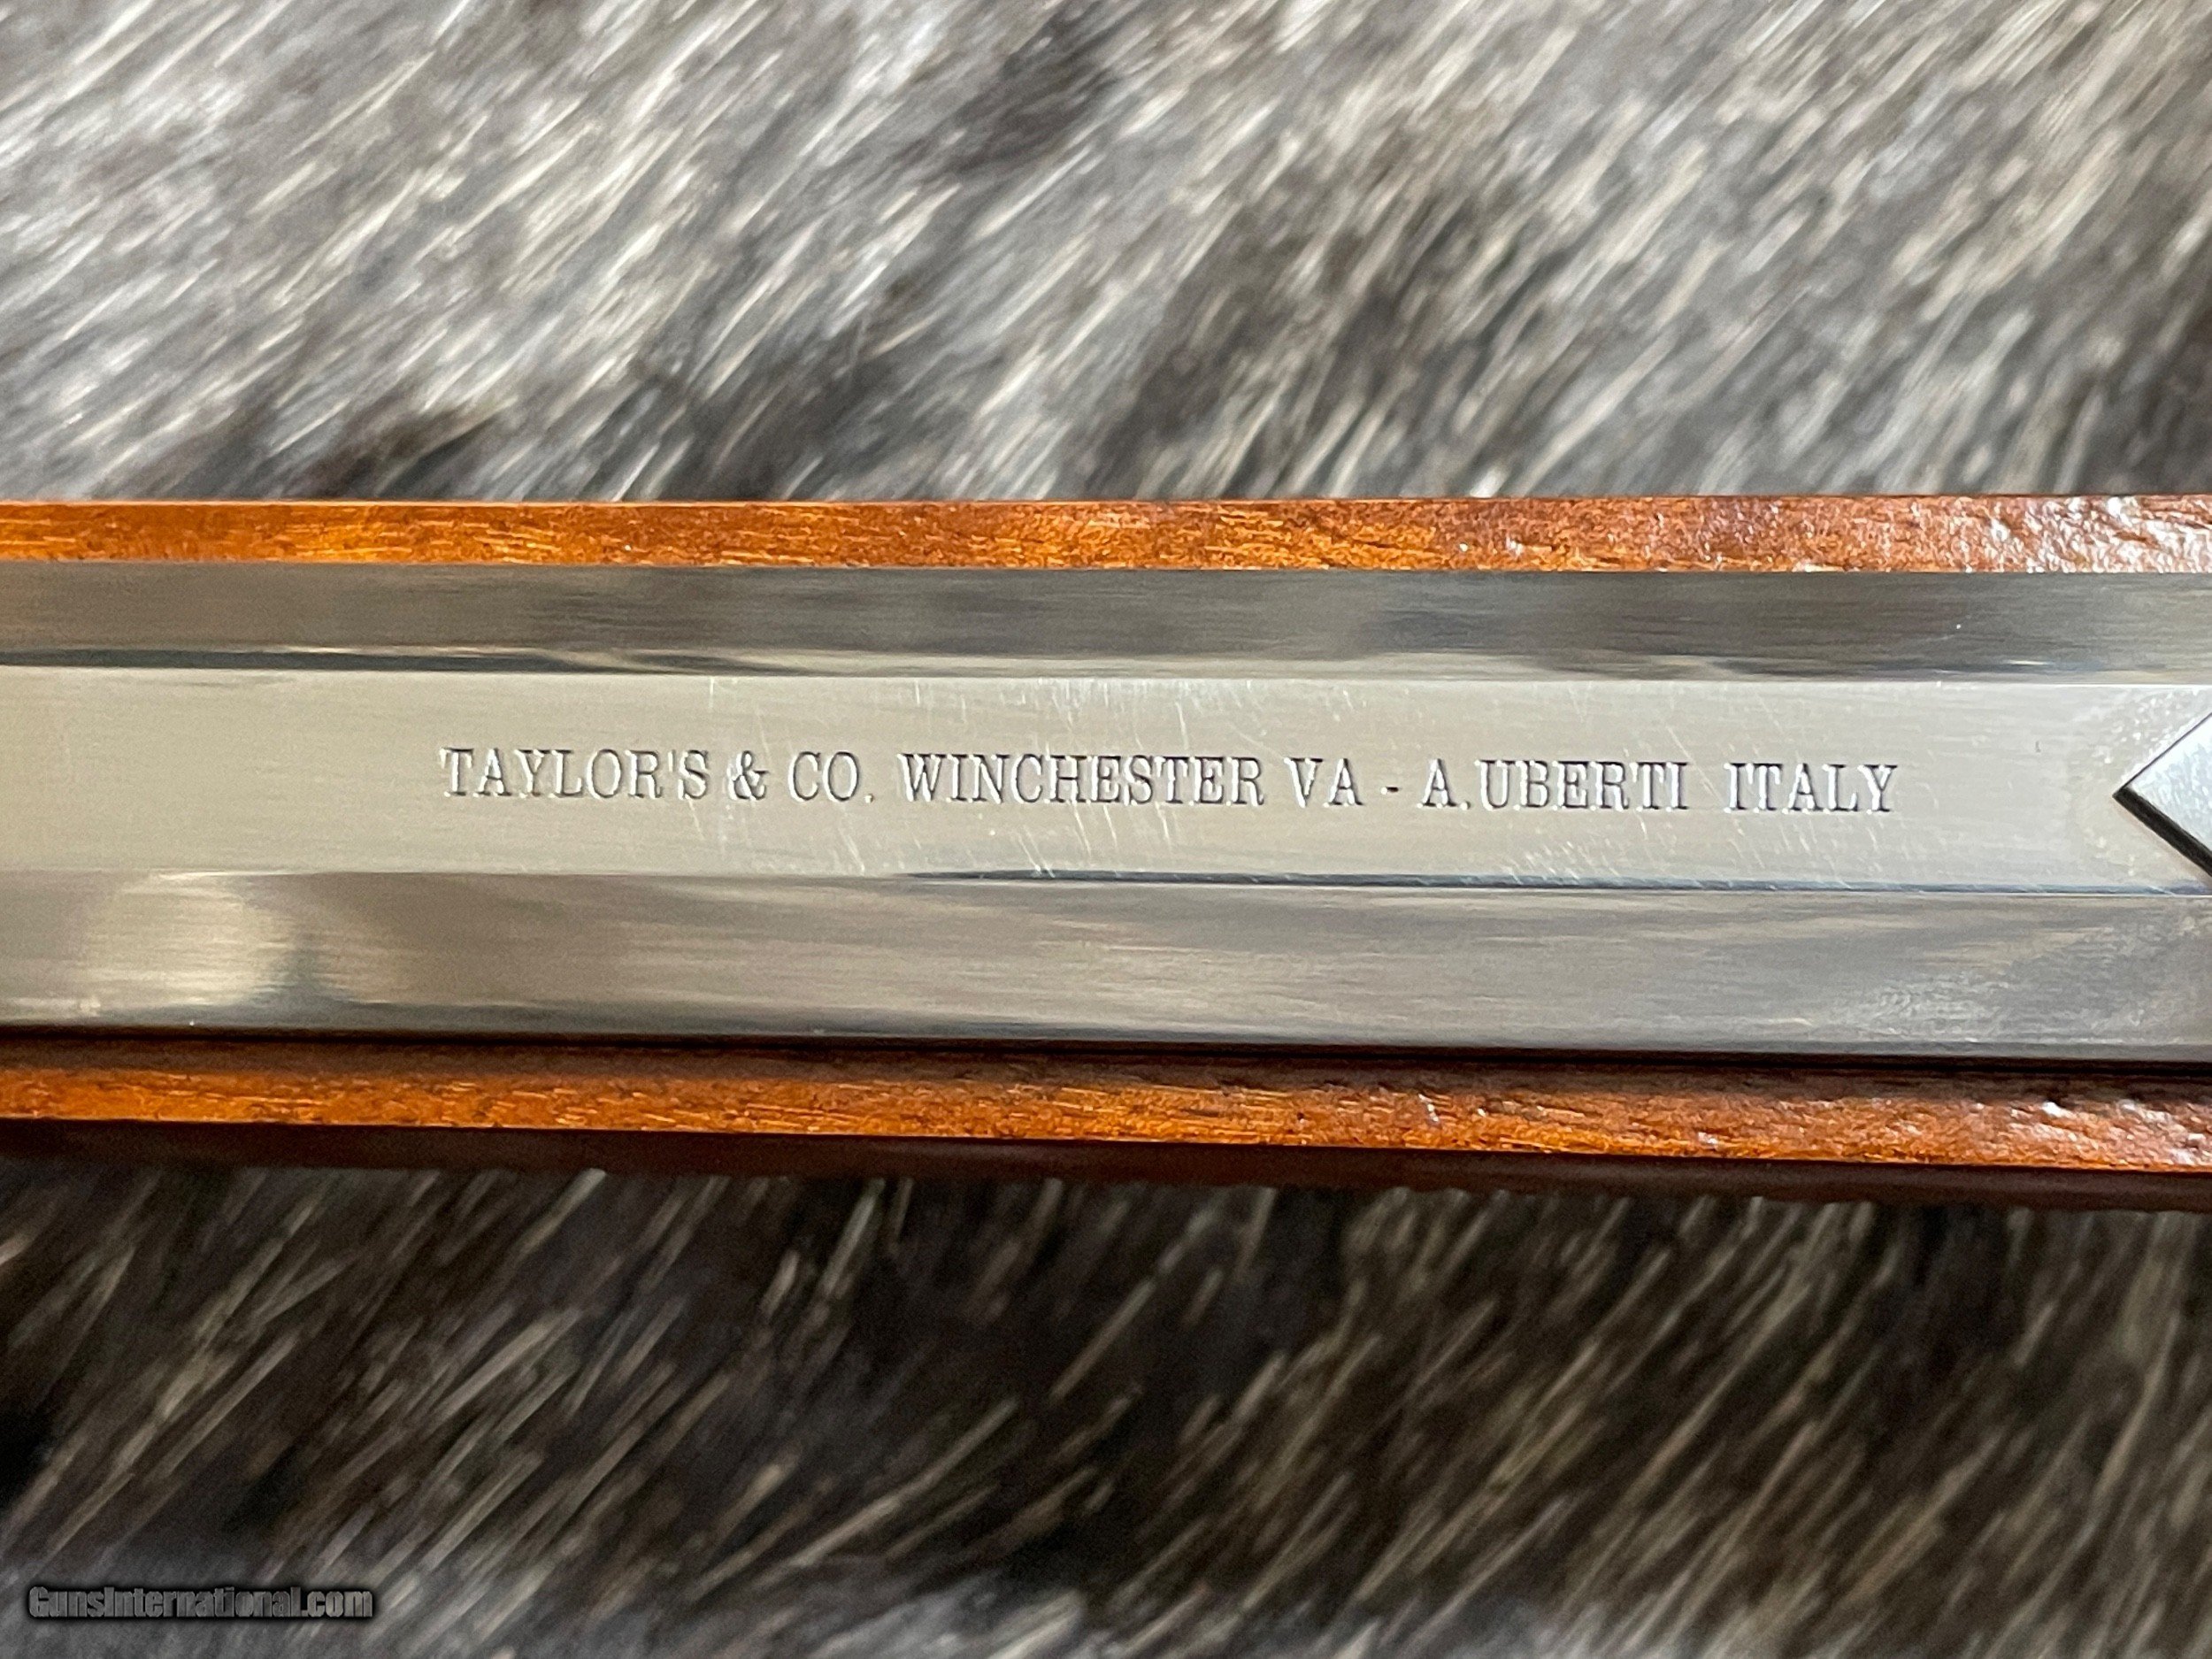 TAYLOR'S & CO. WINCHESTER VA - A.UBERTI ITALY
GunsInternational.com